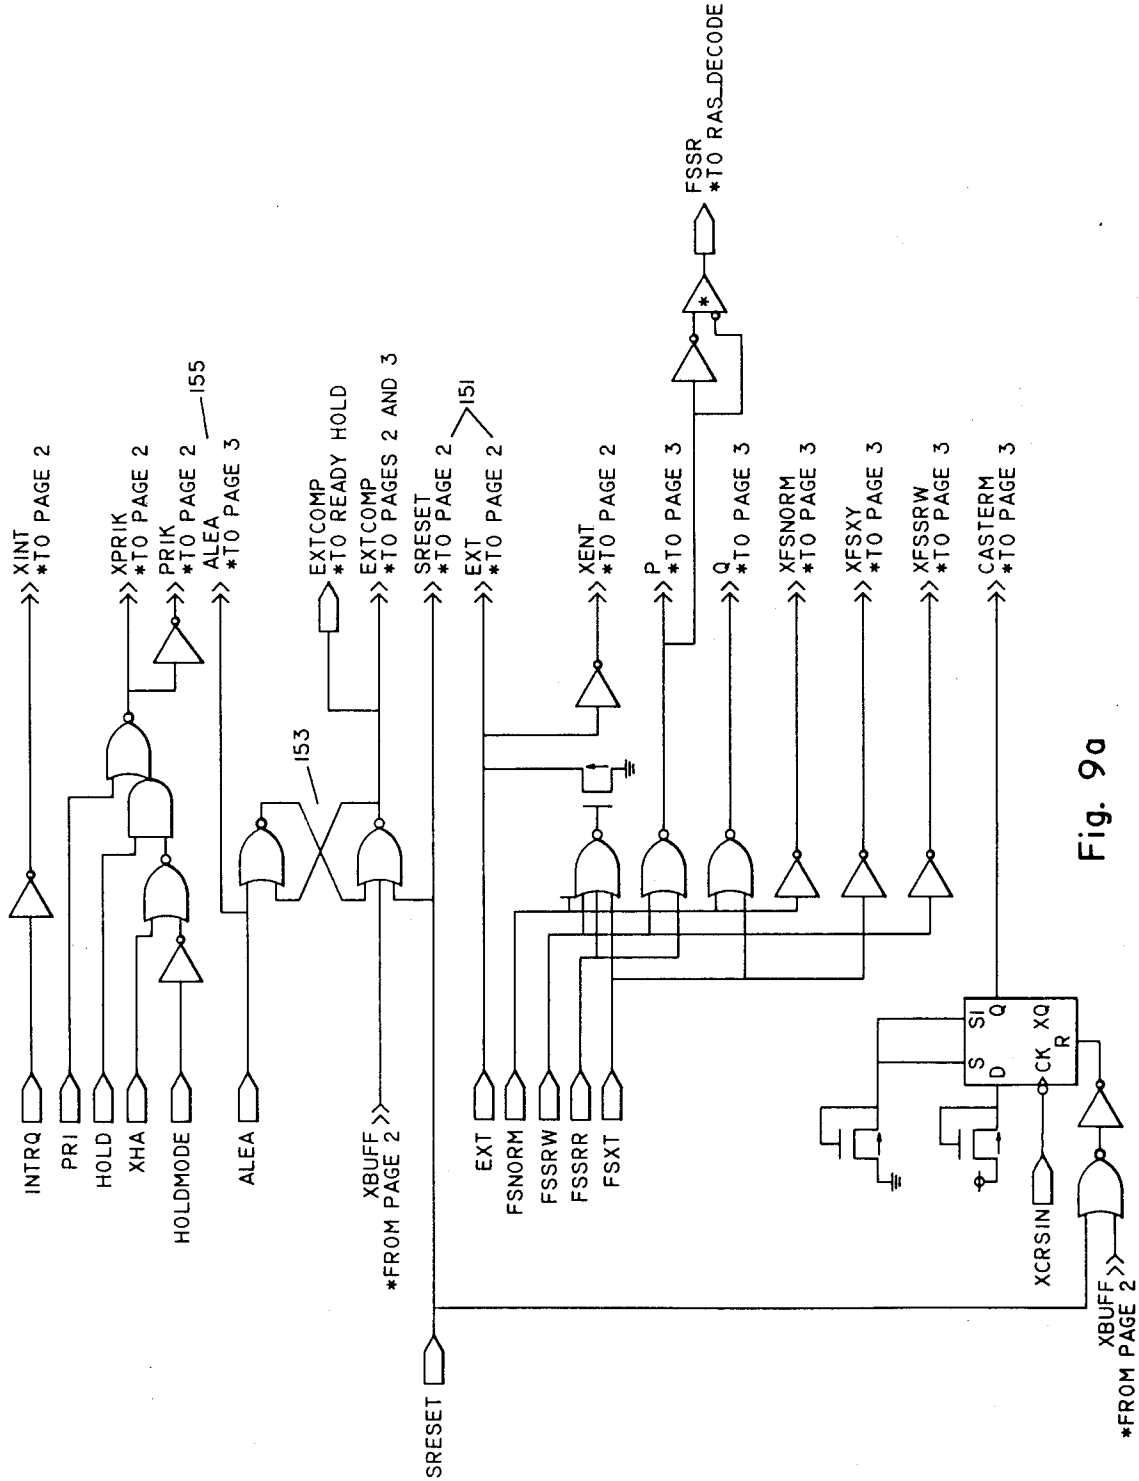 INTRQ
PRI
HOLD
XHA
HOLDMODE
ALEA
XBUFF
*FROM PAGE 2
SRESET
EXT
FSNORM
FSSRW
FSSRR
FSXT
XCRSIN
XBUFF
*FROM PAGE 2
S
SI
D
Q
CK
XQ
R
153
XINT
*TO PAGE 2
XPRIK
*TO PAGE 2
PRIK
*TO PAGE 2
155
ALEA
*TO PAGE 3
EXTCOMP
*TO READY HOLD
EXTCOMP
*TO PAGES 2 AND 3
SRESET
*TO PAGE 2
151
EXT
*TO PAGE 2
XENT
*TO PAGE 2
P
*TO PAGE 3
*
FSSR
*TO RAS_DECODE
Q
*TO PAGE 3
XFSNORM
*TO PAGE 3
XFSXY
*TO PAGE 3
XFSSRW
*TO PAGE 3
CASTERM
*TO PAGE 3
Fig. 9a